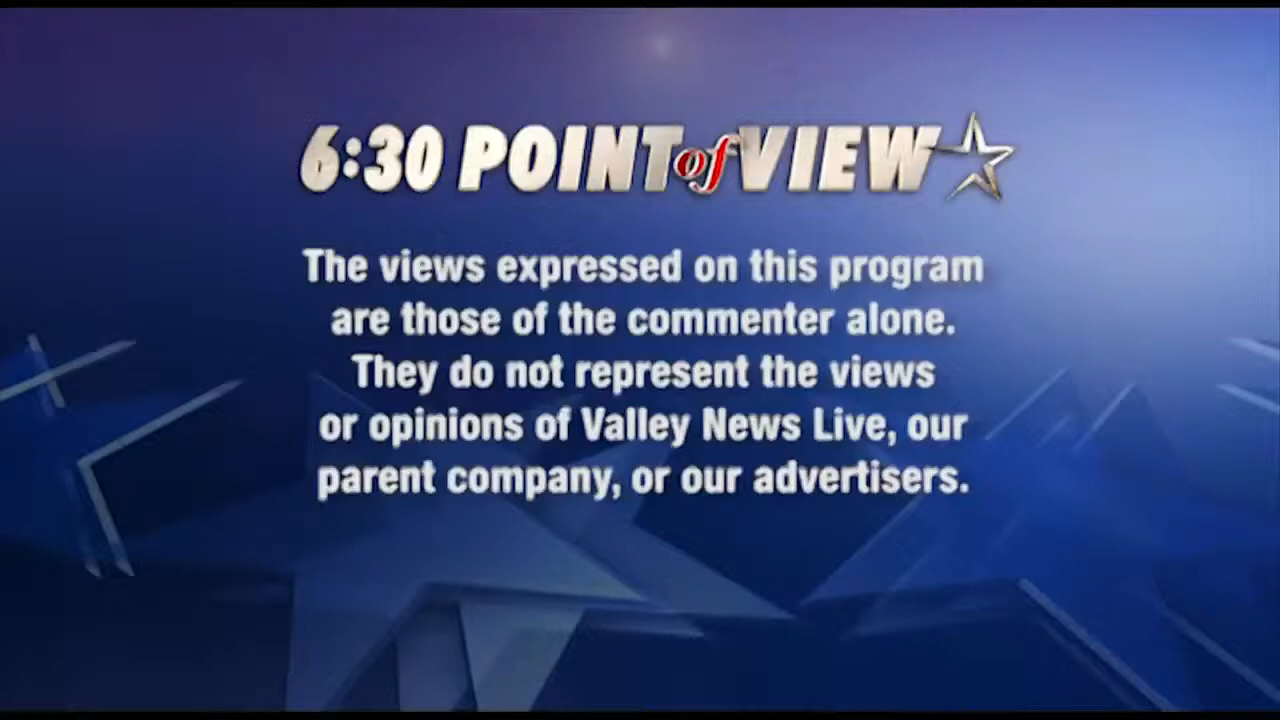 6:30 POINT of VIEW
The views expressed on this program
are those of the commenter alone.
They do not represent the views
or opinions of Valley News Live, our
parent company, or our advertisers.